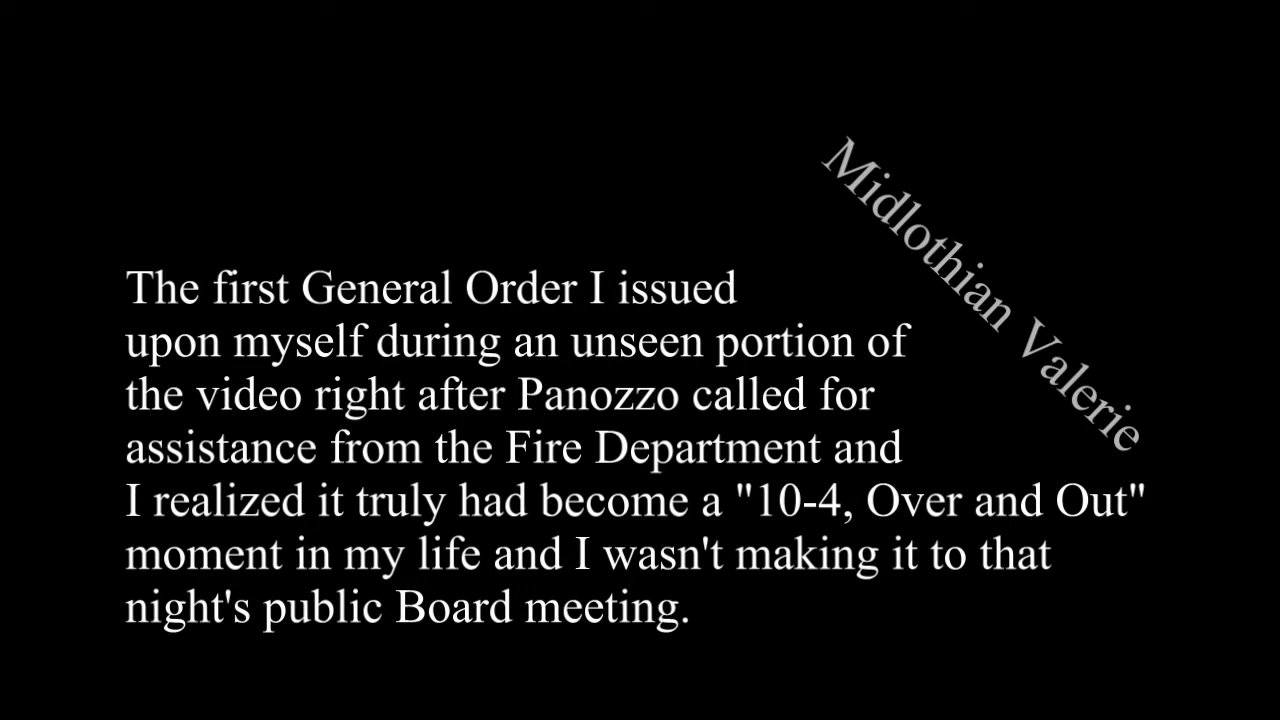 Midlothian Valerie
The first General Order I issued
upon myself during an unseen portion of
the video right after Panozzo called for
assistance from the Fire Department and
I realized it truly had become a "10-4, Over and Out"
moment in my life and I wasn't making it to that
night's public Board meeting.